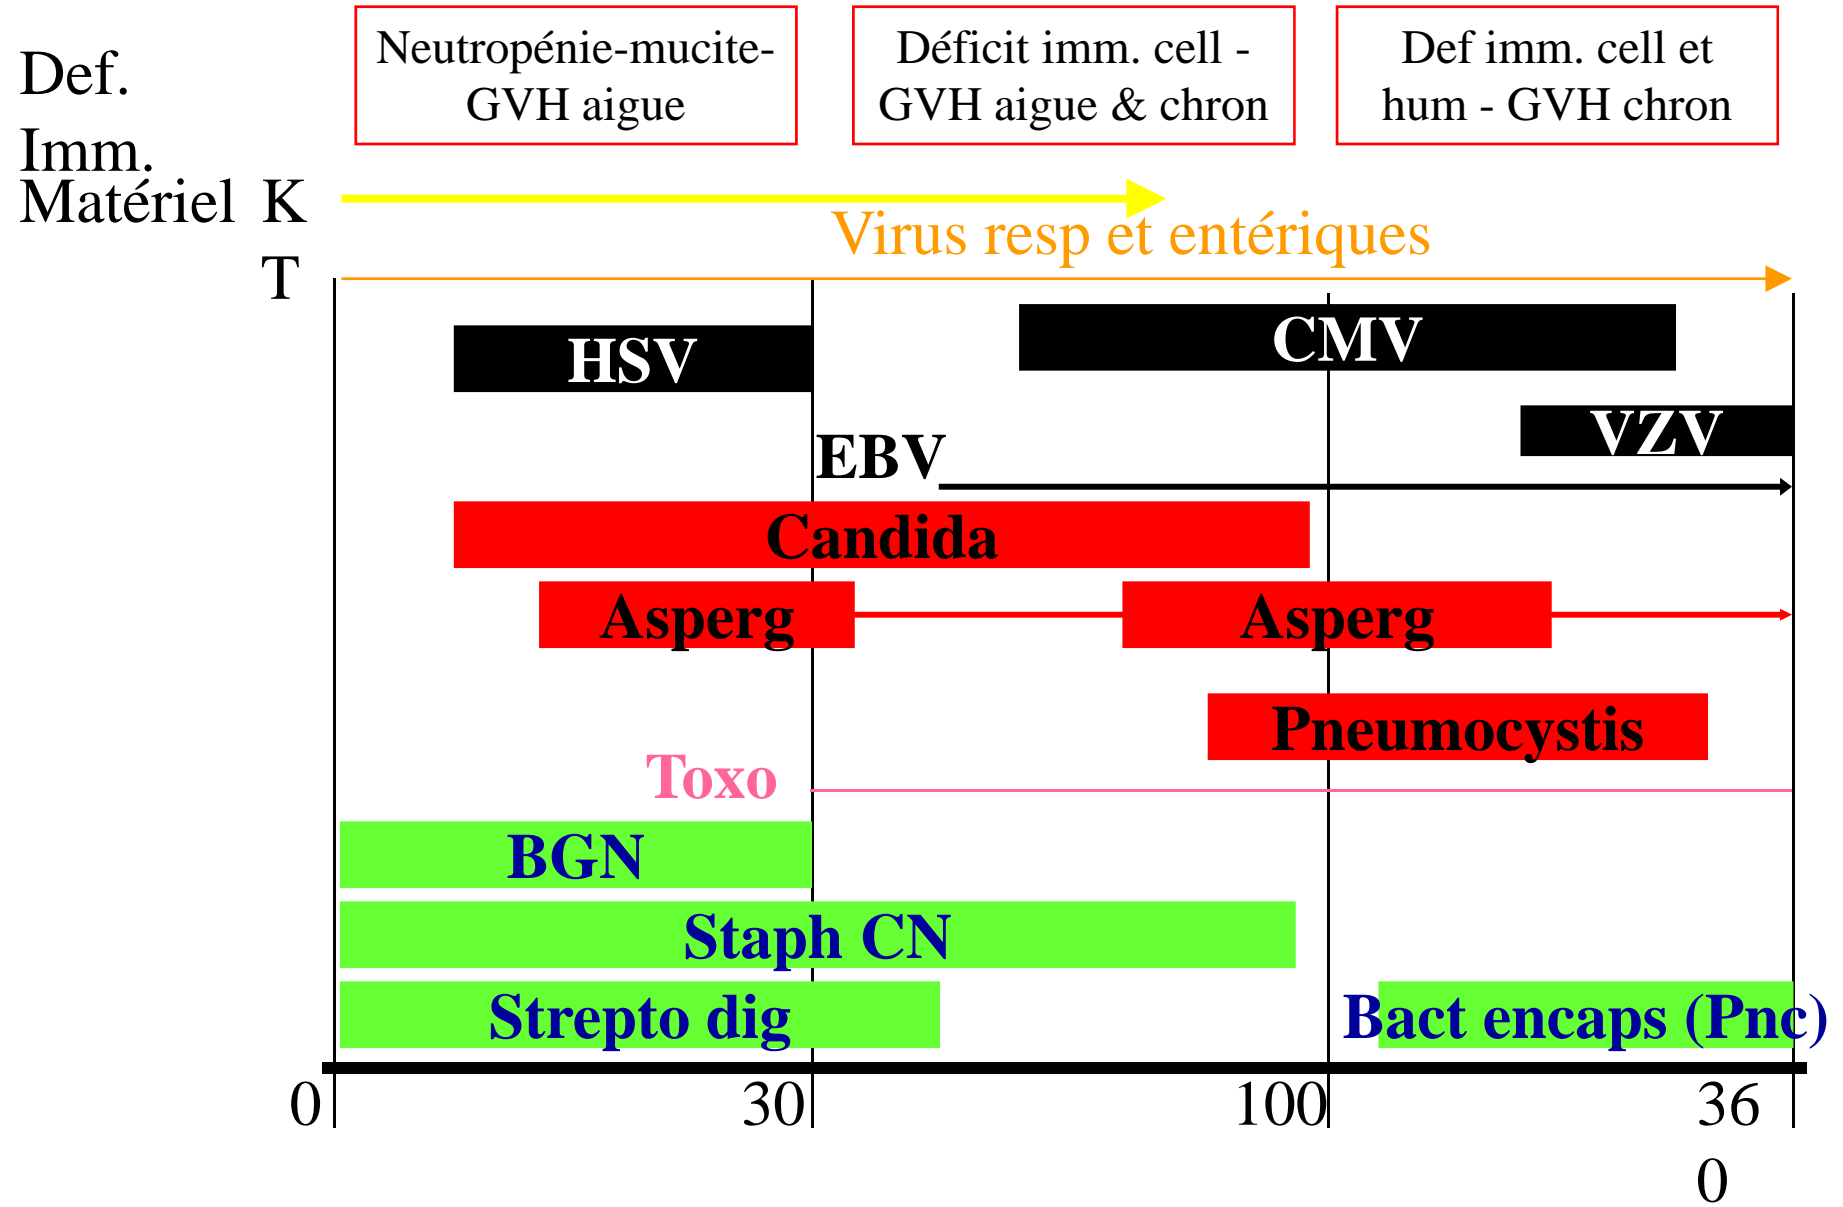 Def.
Imm.
Neutropénie-mucite-
GVH aigue
Déficit imm. cell -
GVH aigue & chron
Def imm. cell et
hum - GVH chron
Matériel K
T
Virus resp et entériques
HSV
CMV
VZV
EBV
Candida
Asperg
Asperg
Pneumocystis
Toxo
BGN
Staph CN
Strepto dig
Bact encaps (Pnc)
0
30
100
36
0